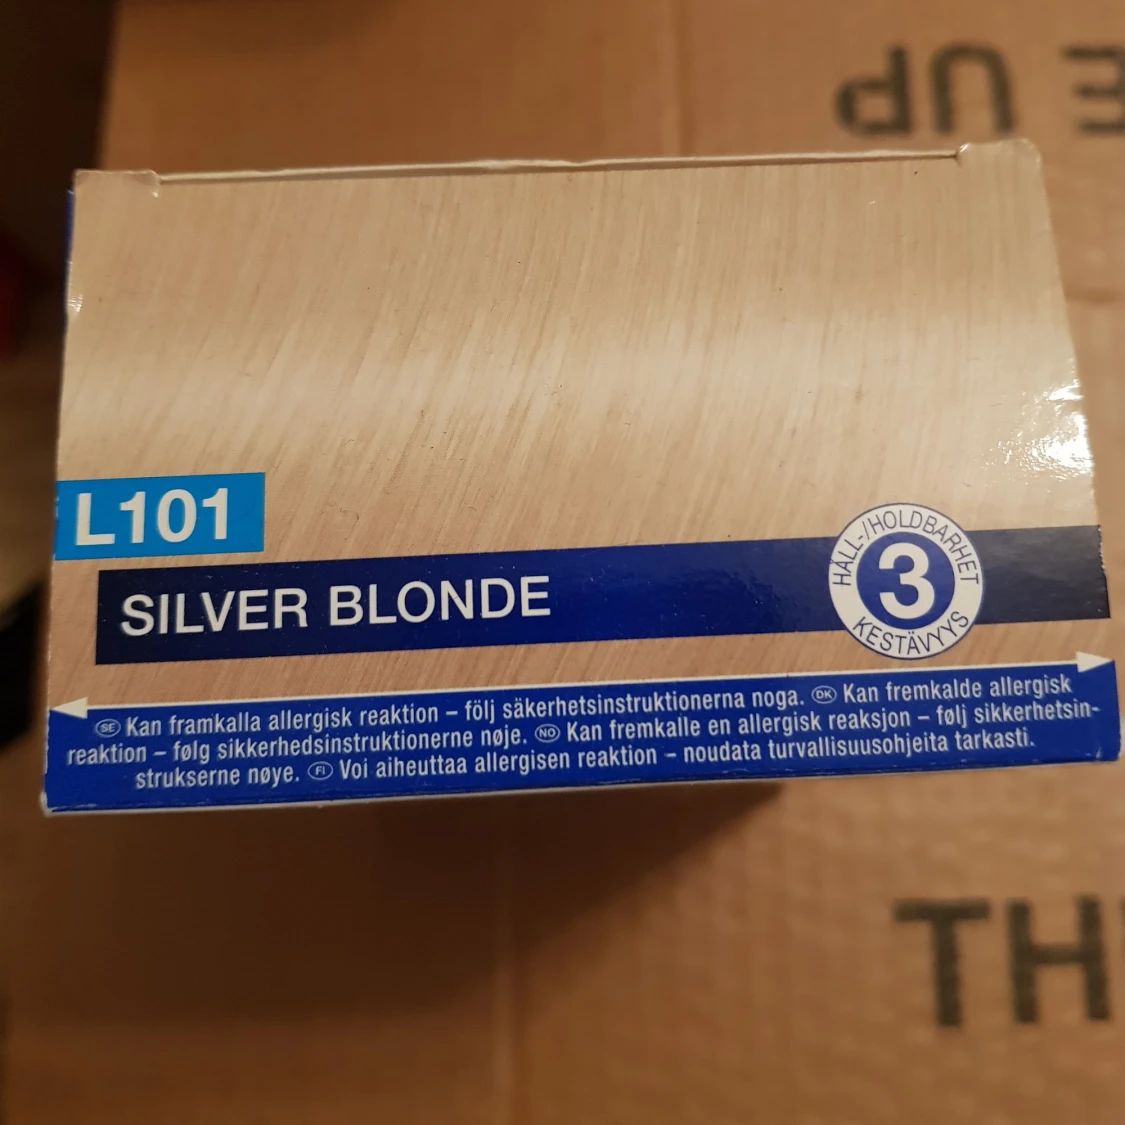 L101
SILVER BLONDE
HÅLL-/HOLDBARHET
3
KESTÄVYYS
SE Kan framkalla allergisk reaktion – följ säkerhetsinstruktionerna noga. DK Kan fremkalde allergisk
reaktion – følg sikkerhedsinstruktionerne nøje. NO Kan fremkalle en allergisk reaksjon – følj sikkerhetsin-
strukserne nøye. FI Voi aiheuttaa allergisen reaktion – noudata turvallisuusohjeita tarkasti.
UP
TH